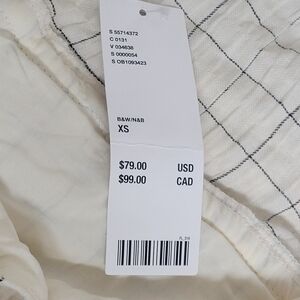 S 55714372
C 0131
V 034636
S 0000054
S OB1093423
B&W/N&B
XS
$79.00 USD
$99.00 CAD